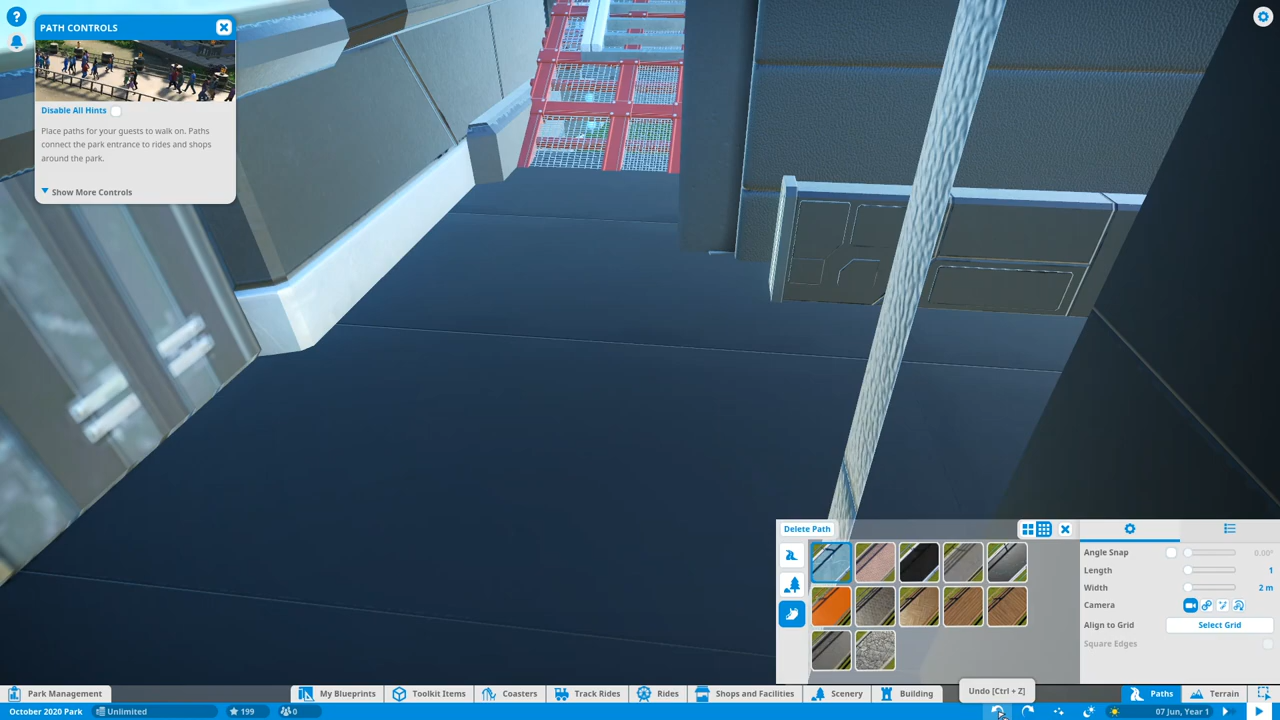 PATH CONTROLS
Disable All Hints
Place paths for your guests to walk on. Paths
connect the park entrance to rides and shops
around the park.
Show More Controls
Delete Path
Angle Snap 0.00°
Length 1
Width 2 m
Camera
Align to Grid Select Grid
Square Edges
Undo [Ctrl + Z]
Park Management
My Blueprints
Toolkit Items
Coasters
Track Rides
Rides
Shops and Facilities
Scenery
Building
Paths
Terrain
October 2020 Park
Unlimited
199
0
07 Jun, Year 1